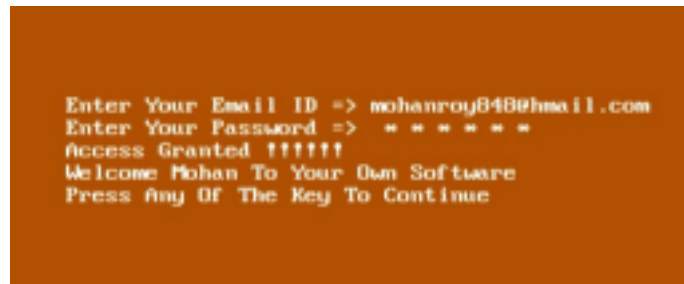 Enter Your Email ID => mohanroy848@hmail.com
Enter Your Password => * * * * * *
Access Granted !!!!!!
Welcome Mohan To Your Own Software
Press Any Of The Key To Continue